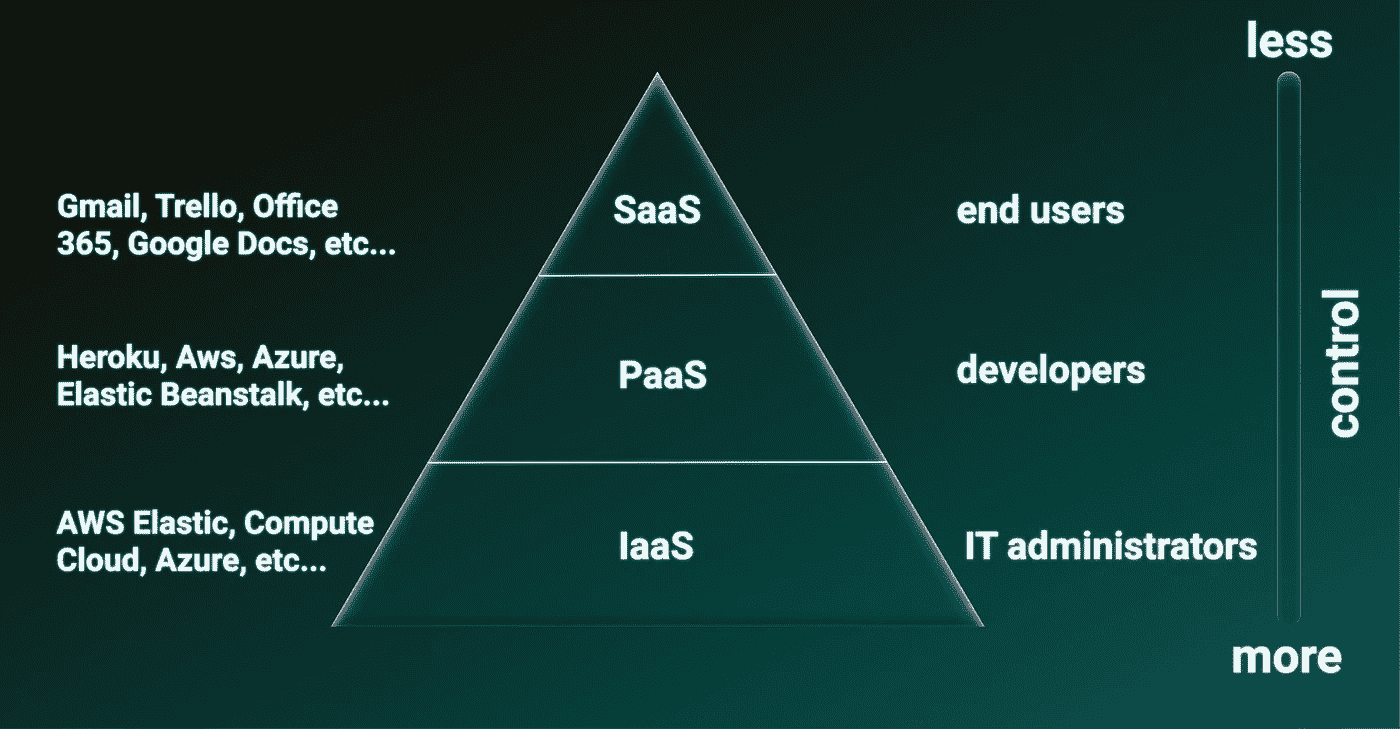 less
Gmail, Trello, Office
365, Google Docs, etc...
SaaS
end users
Heroku, Aws, Azure,
Elastic Beanstalk, etc...
PaaS
developers
control
AWS Elastic, Compute
Cloud, Azure, etc...
IaaS
IT administrators
more